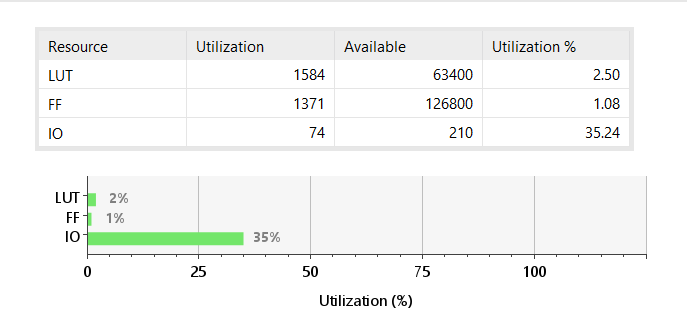 Resource Utilization Available Utilization %
LUT 1584 63400 2.50
FF 1371 126800 1.08
IO 74 210 35.24
LUT 2%
FF 1%
IO 35%
0 25 50 75 100
Utilization (%)